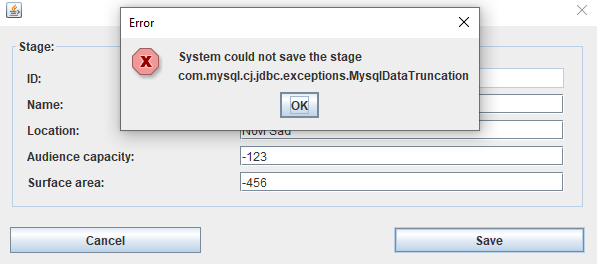 Error
System could not save the stage
com.mysql.cj.jdbc.exceptions.MysqlDataTruncation
OK
Stage:
ID:
Name:
Location: Novi Sad
Audience capacity: -123
Surface area: -456
Cancel Save